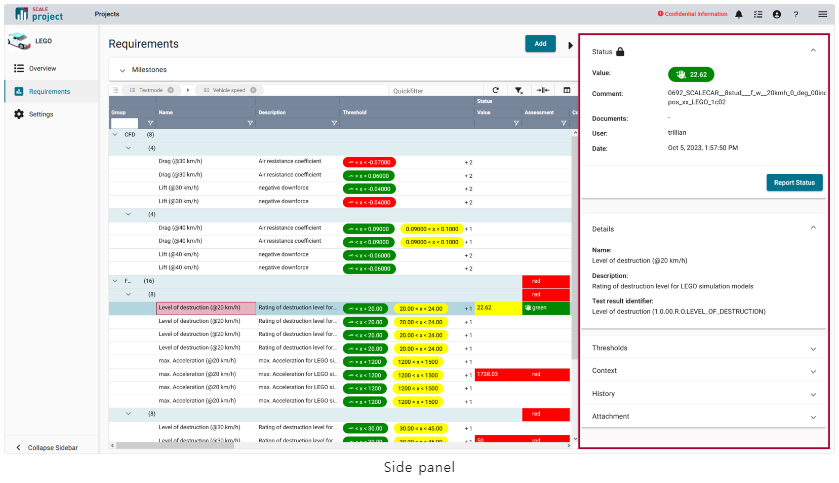 SCALE
project
Projects
Confidential Information
?
LEGO
Overview
Requirements
Settings
Collapse Sidebar
Requirements
Add
Milestones
Testmode
Vehicle speed
Quickfilter
Status
Group Name Description Threshold Value Assessment
CFD (8)
(4)
Drag (@30 km/h) Air resistance coefficient -∞ < x < -0.07000 + 2
Drag (@30 km/h) Air resistance coefficient -∞ < x < 0.06000 + 2
Lift (@30 km/h) negative downforce -∞ < x < -0.04000 + 2
Lift (@30 km/h) negative downforce -∞ < x < -0.04000 + 2
(4)
Drag (@40 km/h) Air resistance coefficient -∞ < x < 0.09000 0.09000 < x < 0.1000 + 1
Drag (@40 km/h) Air resistance coefficient -∞ < x < 0.09000 0.09000 < x < 0.1000 + 1
Lift (@40 km/h) negative downforce -∞ < x < -0.06000 + 2
Lift (@40 km/h) negative downforce -∞ < x < -0.06000 + 2
F... (16) red
(8) red
Level of destruction (@20 km/h) Rating of destruction level for... -∞ < x < 20.00 20.00 < x < 24.00 + 1 22.62 green
Level of destruction (@20 km/h) Rating of destruction level for... -∞ < x < 20.00 20.00 < x < 24.00 + 1
Level of destruction (@20 km/h) Rating of destruction level for... -∞ < x < 20.00 20.00 < x < 24.00 + 1
Level of destruction (@20 km/h) Rating of destruction level for... -∞ < x < 20.00 20.00 < x < 24.00 + 1
max. Acceleration (@20 km/h) max. Acceleration for LEGO si... -∞ < x < 1200 1200 < x < 1500 + 1
max. Acceleration (@20 km/h) max. Acceleration for LEGO si... -∞ < x < 1200 1200 < x < 1500 + 1 1738.03 red
max. Acceleration (@20 km/h) max. Acceleration for LEGO si... -∞ < x < 1200 1200 < x < 1500 + 1
max. Acceleration (@20 km/h) max. Acceleration for LEGO si... -∞ < x < 1200 1200 < x < 1500 + 1
(8) red
Level of destruction (@30 km/h) Rating of destruction level for... -∞ < x < 30.00 30.00 < x < 45.00 + 1
Level of destruction (@30 km/h) Rating of destruction level for... 50 red
Status
Value: 22.62
Comment: 0692_SCALECAR__8stud___f_w__20kmh_0_deg_00ind
pos_xx_LEGO_1c02
Documents: -
User: trillian
Date: Oct 5, 2023, 1:57:50 PM
Report Status
Details
Name:
Level of destruction (@20 km/h)
Description:
Rating of destruction level for LEGO simulation models
Test result identifier:
Level of destruction (1.0.00.R.O.LEVEL_OF_DESTRUCTION)
Thresholds
Context
History
Attachment
Side panel